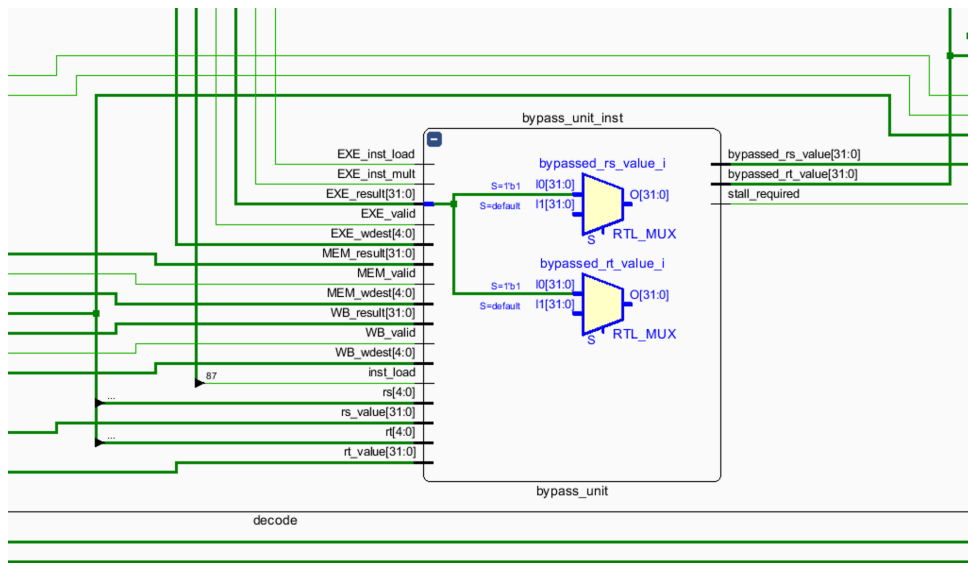 bypass_unit_inst
EXE_inst_load
EXE_inst_mult
EXE_result[31:0]
EXE_valid
EXE_wdest[4:0]
MEM_result[31:0]
MEM_valid
MEM_wdest[4:0]
WB_result[31:0]
WB_valid
WB_wdest[4:0]
inst_load
87
rs[4:0]
...
rs_value[31:0]
rt[4:0]
...
rt_value[31:0]
bypassed_rs_value_i
S=1'b1
I0[31:0]
S=default
I1[31:0]
O[31:0]
S
RTL_MUX
bypassed_rt_value_i
S=1'b1
I0[31:0]
S=default
I1[31:0]
O[31:0]
S
RTL_MUX
bypassed_rs_value[31:0]
bypassed_rt_value[31:0]
stall_required
bypass_unit
decode